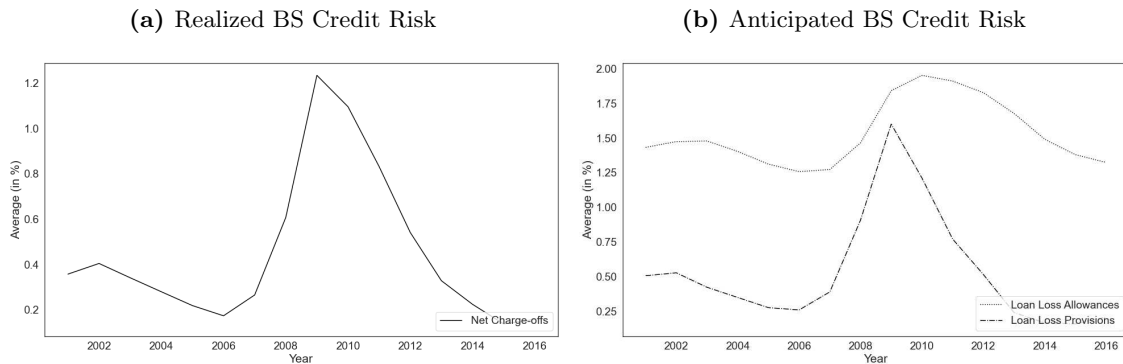 (a) Realized BS Credit Risk
(b) Anticipated BS Credit Risk
Average (in %)
1.2
1.0
0.8
0.6
0.4
0.2
2002 2004 2006 2008 2010 2012 2014 2016
Year
Net Charge-offs
Average (in %)
2.00
1.75
1.50
1.25
1.00
0.75
0.50
0.25
2002 2004 2006 2008 2010 2012 2014 2016
Year
Loan Loss Allowances
Loan Loss Provisions